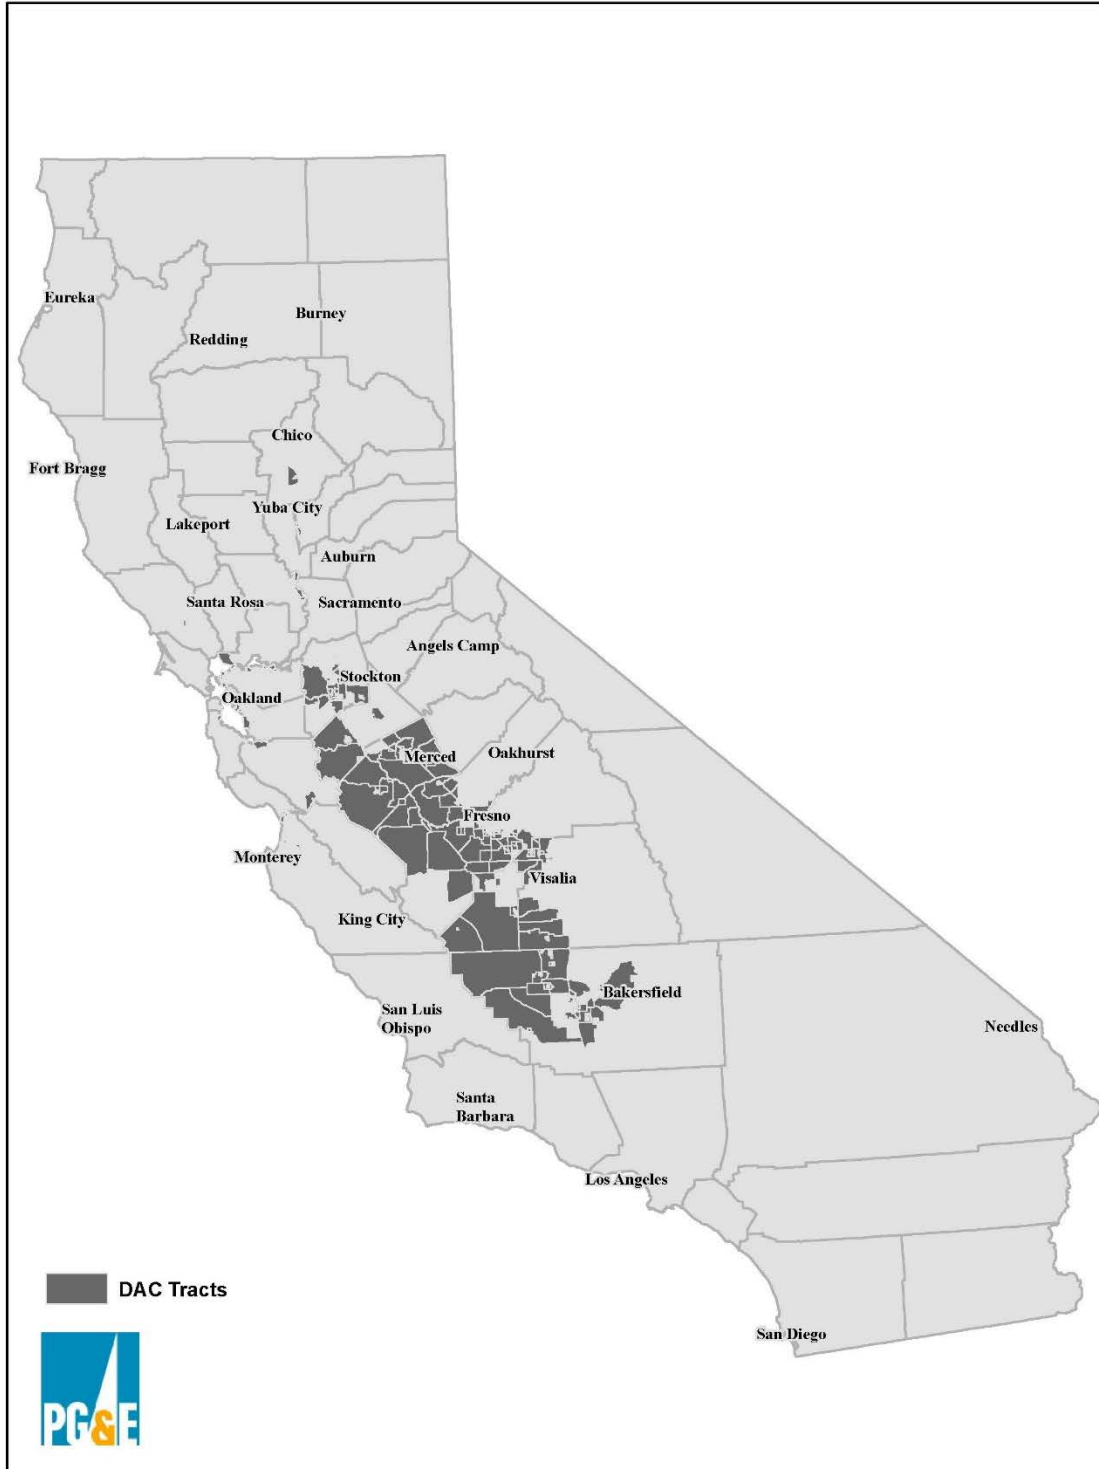 Eureka
Burney
Redding
Chico
Fort Bragg
Yuba City
Lakeport
Auburn
Santa Rosa
Sacramento
Angels Camp
Stockton
Oakland
Merced
Oakhurst
Fresno
Monterey
Visalia
King City
Bakersfield
San Luis
Obispo
Needles
Santa
Barbara
Los Angeles
DAC Tracts
San Diego
PG&E